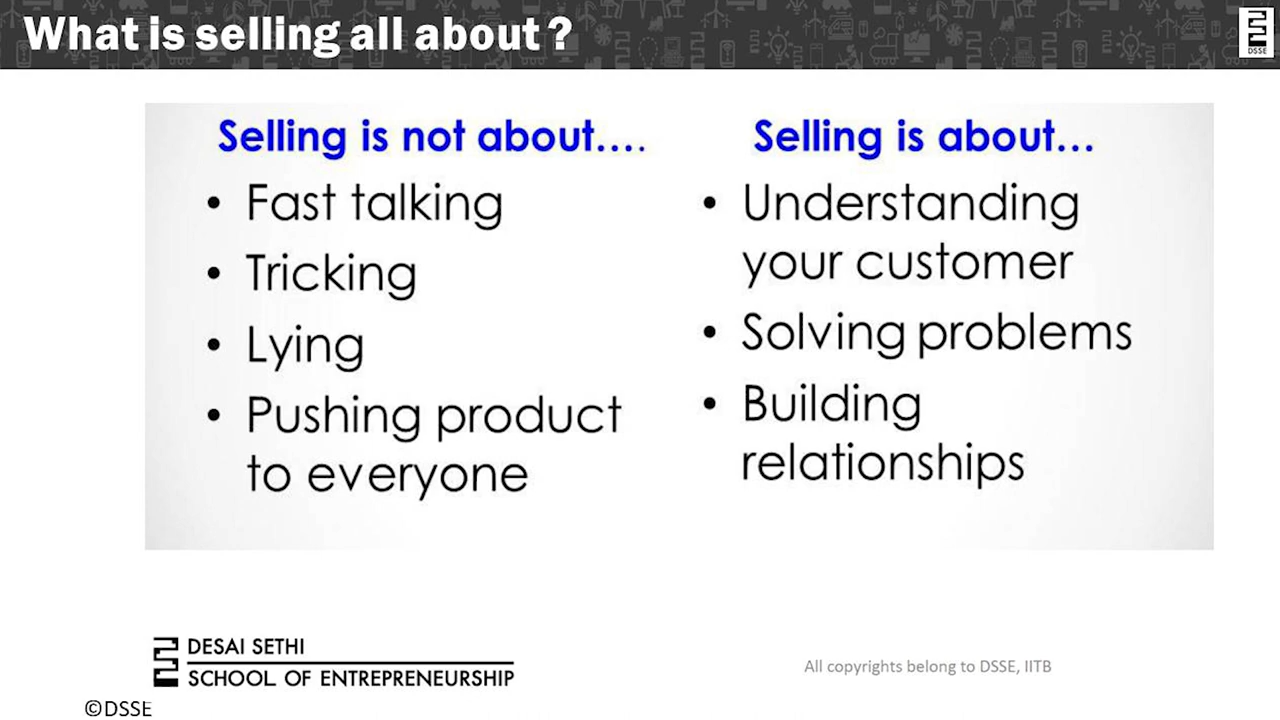 What is selling all about ?
DSSE
Selling is not about....
• Fast talking
• Tricking
• Lying
• Pushing product
to everyone
Selling is about...
• Understanding
your customer
• Solving problems
• Building
relationships
DESAI SETHI
SCHOOL OF ENTREPRENEURSHIP
All copyrights belong to DSSE, IITB
©DSSE